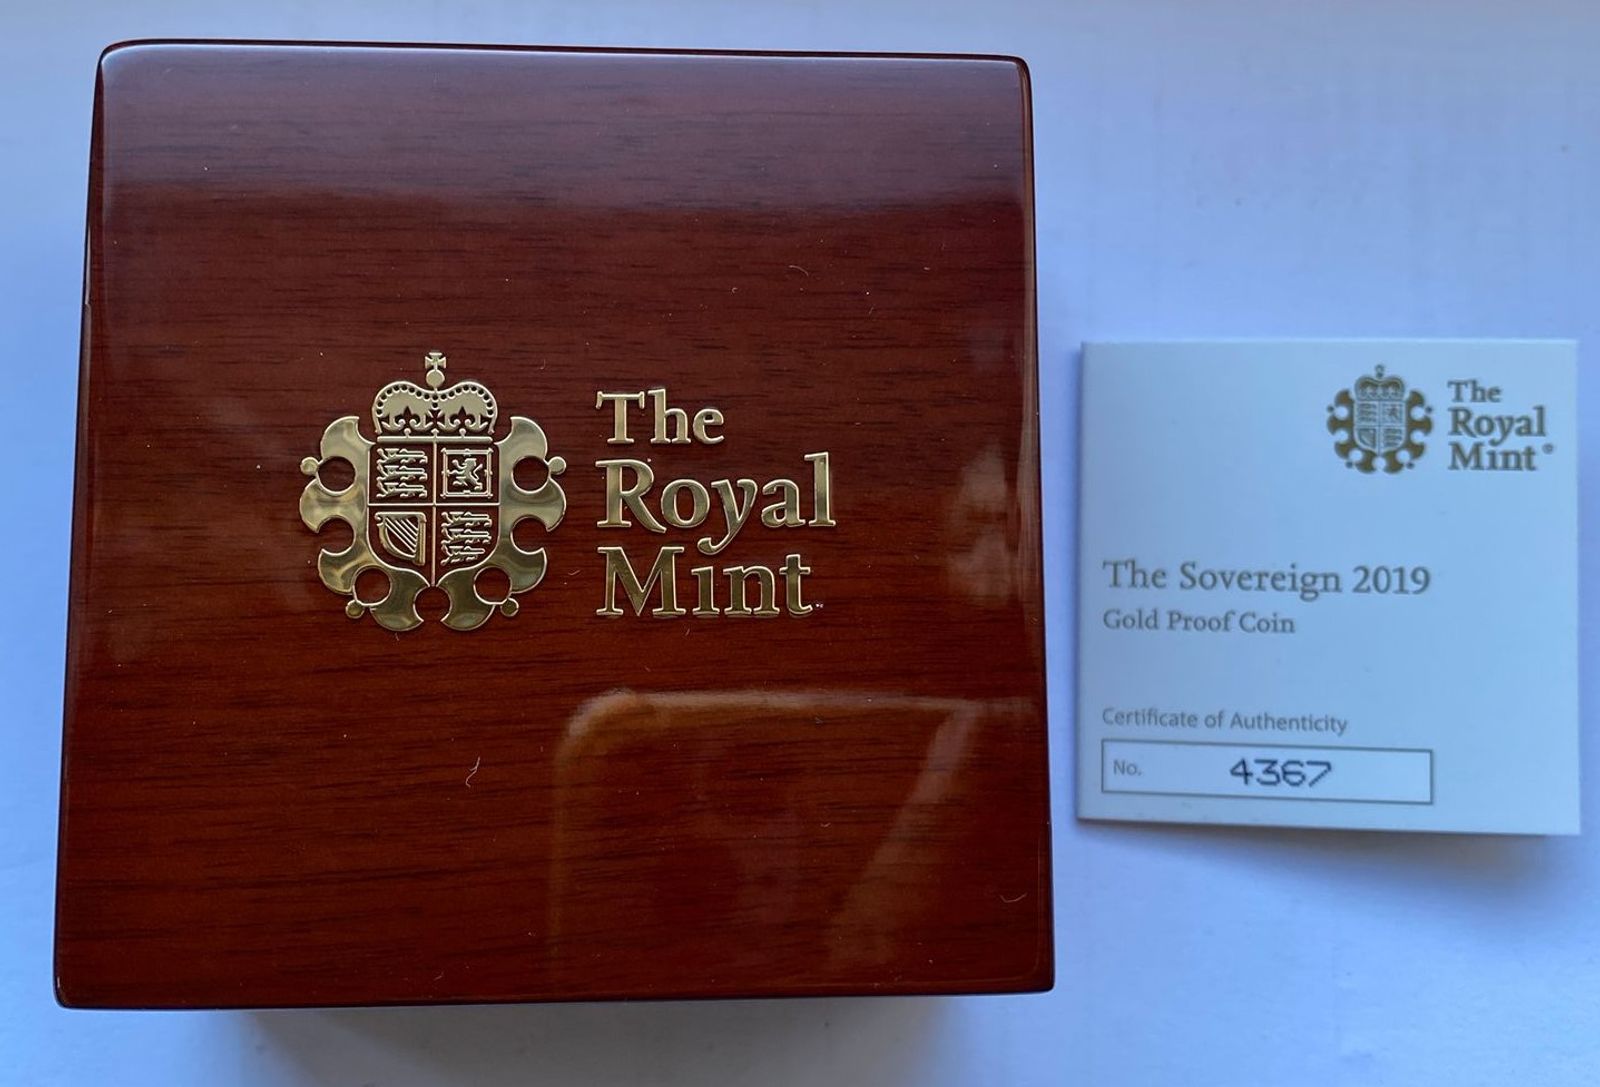 The
Royal
Mint
The
Royal
Mint®
The Sovereign 2019
Gold Proof Coin
Certificate of Authenticity
No. 4367